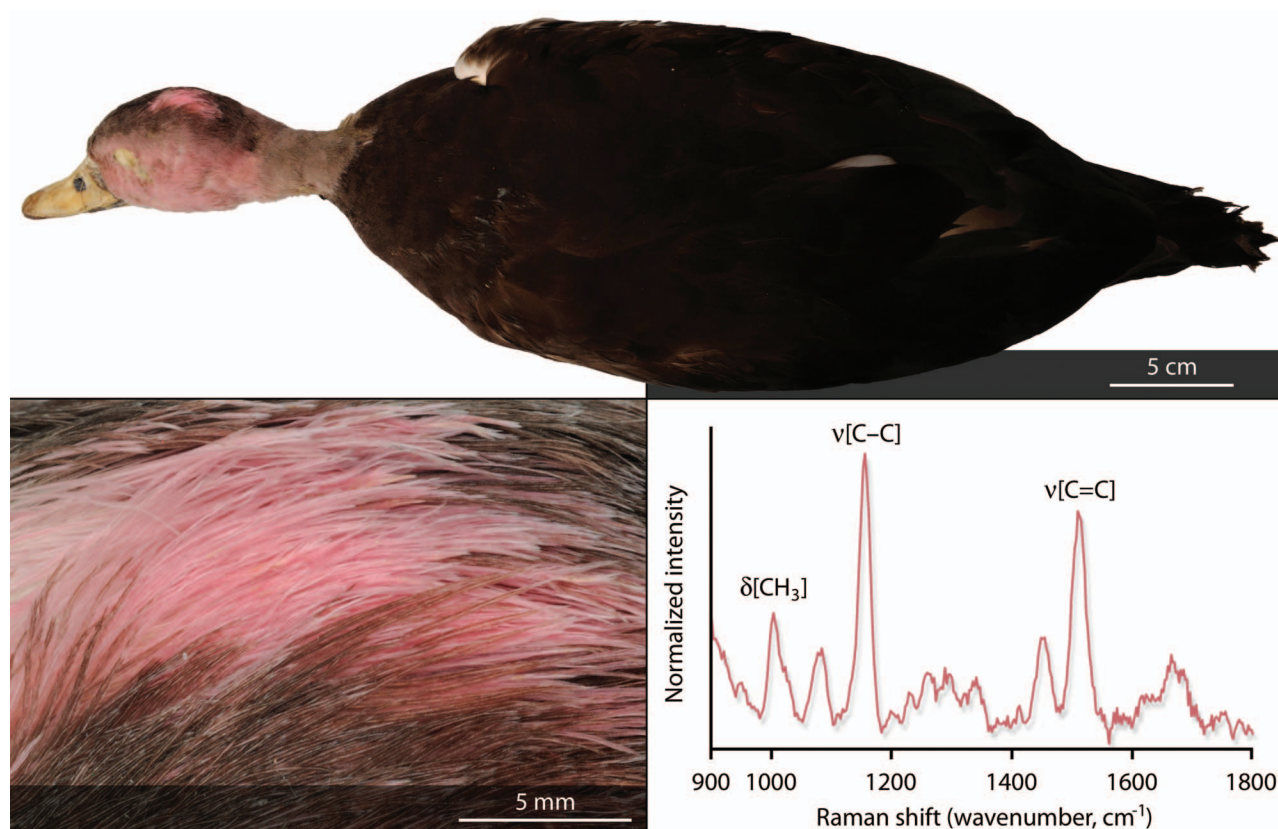 5 cm
5 mm
ν[C–C]
ν[C=C]
δ[CH₃]
Normalized intensity
900 1000 1200 1400 1600 1800
Raman shift (wavenumber, cm⁻¹)